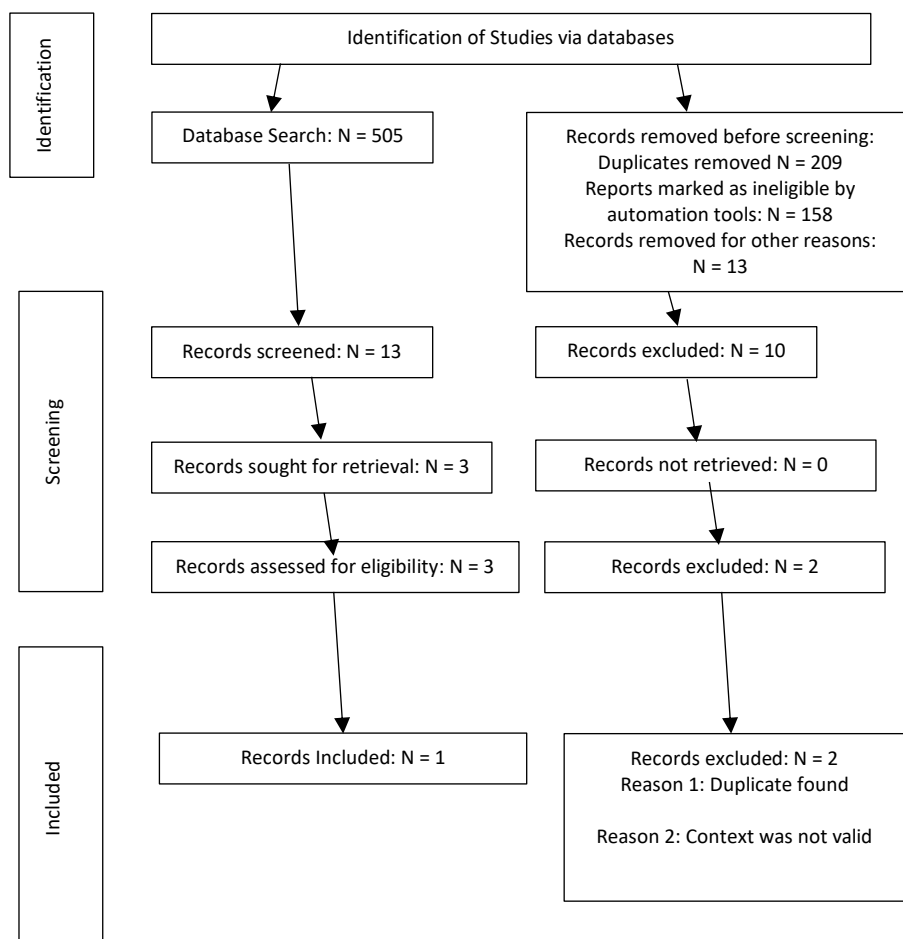 Identification of Studies via databases
Identification
Database Search: N = 505
Records removed before screening:
Duplicates removed N = 209
Reports marked as ineligible by
automation tools: N = 158
Records removed for other reasons:
N = 13
Screening
Records screened: N = 13
Records excluded: N = 10
Records sought for retrieval: N = 3
Records not retrieved: N = 0
Records assessed for eligibility: N = 3
Records excluded: N = 2
Included
Records Included: N = 1
Records excluded: N = 2
Reason 1: Duplicate found
Reason 2: Context was not valid